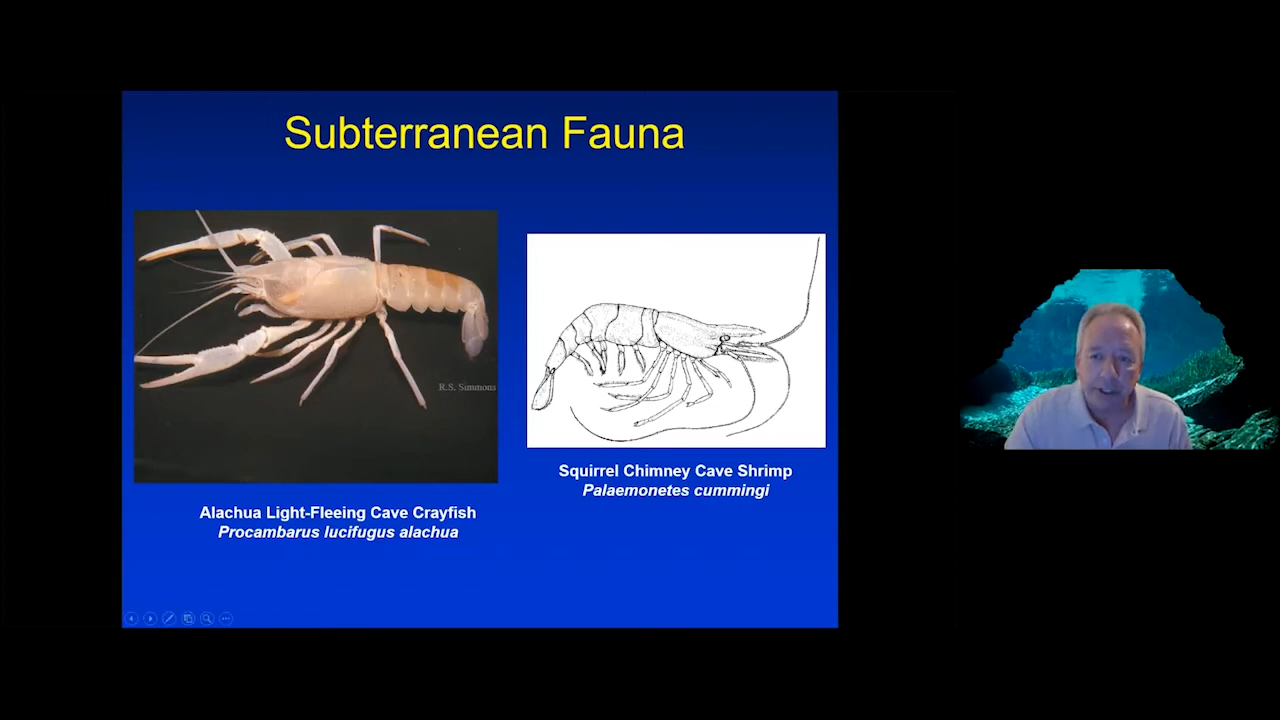 Subterranean Fauna
R.S. Simmons
Squirrel Chimney Cave Shrimp
Palaemonetes cummingi
Alachua Light-Fleeing Cave Crayfish
Procambarus lucifugus alachua